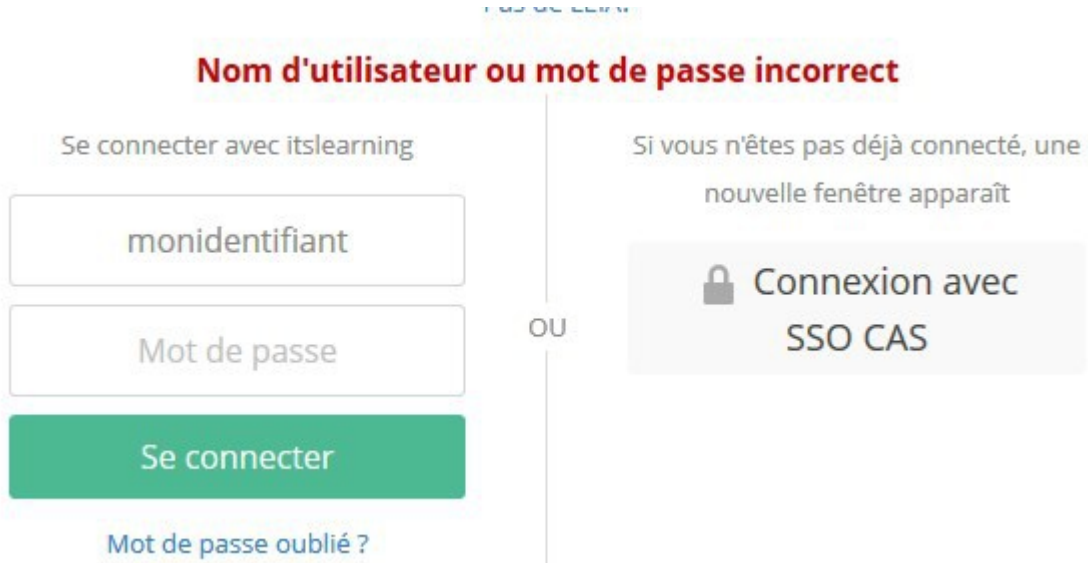 Nom d'utilisateur ou mot de passe incorrect
Se connecter avec itslearning
monidentifiant
Mot de passe
Se connecter
Mot de passe oublié ?
OU
Si vous n'êtes pas déjà connecté, une
nouvelle fenêtre apparaît
Connexion avec
SSO CAS